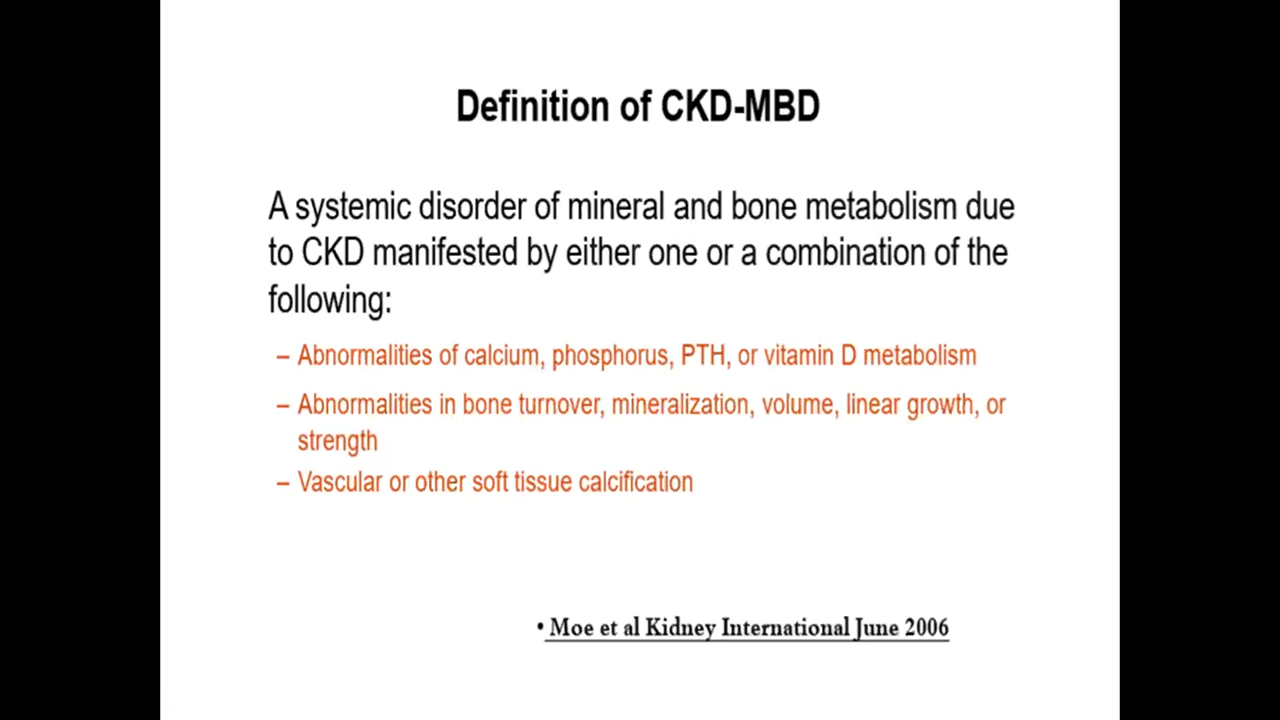 Definition of CKD-MBD
A systemic disorder of mineral and bone metabolism due
to CKD manifested by either one or a combination of the
following:
– Abnormalities of calcium, phosphorus, PTH, or vitamin D metabolism
– Abnormalities in bone turnover, mineralization, volume, linear growth, or
strength
– Vascular or other soft tissue calcification
• Moe et al Kidney International June 2006